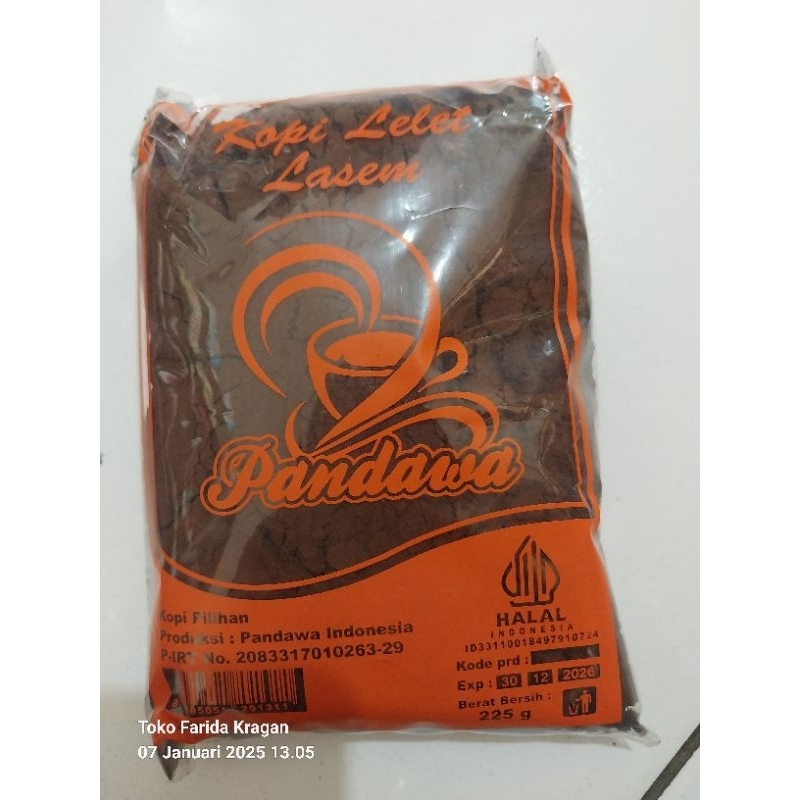 Kopi Lelet
Lasem
Pandawa
Kopi Pilihan
Produksi : Pandawa Indonesia
P-IRT No. 2083317010263-29
HALAL
INDONESIA
ID33110018497910724
Kode prd :
Exp : 30 12 2026
Berat Bersih :
225 g
Toko Farida Kragan
07 Januari 2025 13.05